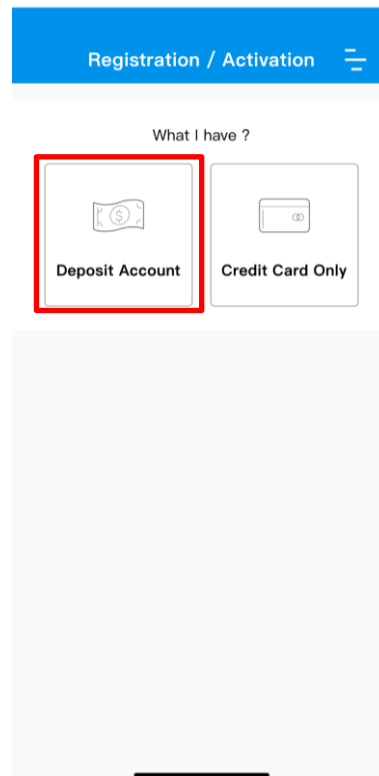 Registration / Activation
What I have ?
Deposit Account
Credit Card Only